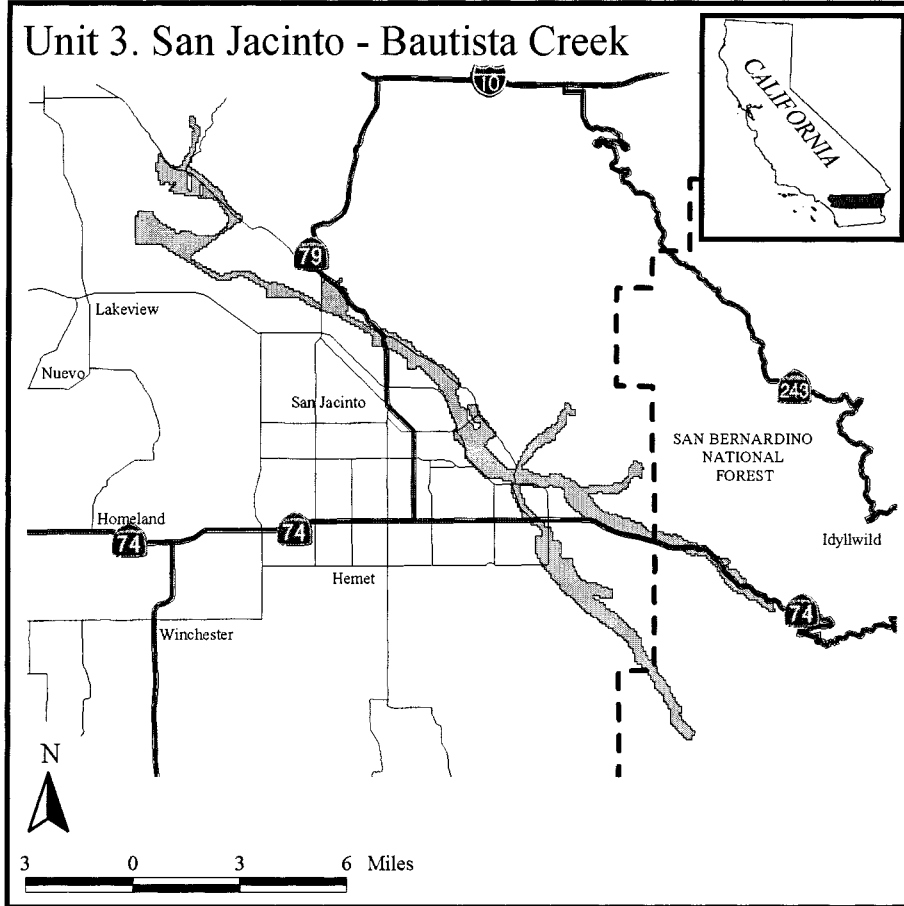 Unit 3. San Jacinto - Bautista Creek
10
CALIFORNIA
79
Lakeview
Nuevo
243
San Jacinto
SAN BERNARDINO
NATIONAL
FOREST
Homeland
74
74
Idyllwild
Hemet
74
Winchester
N
3 0 3 6 Miles